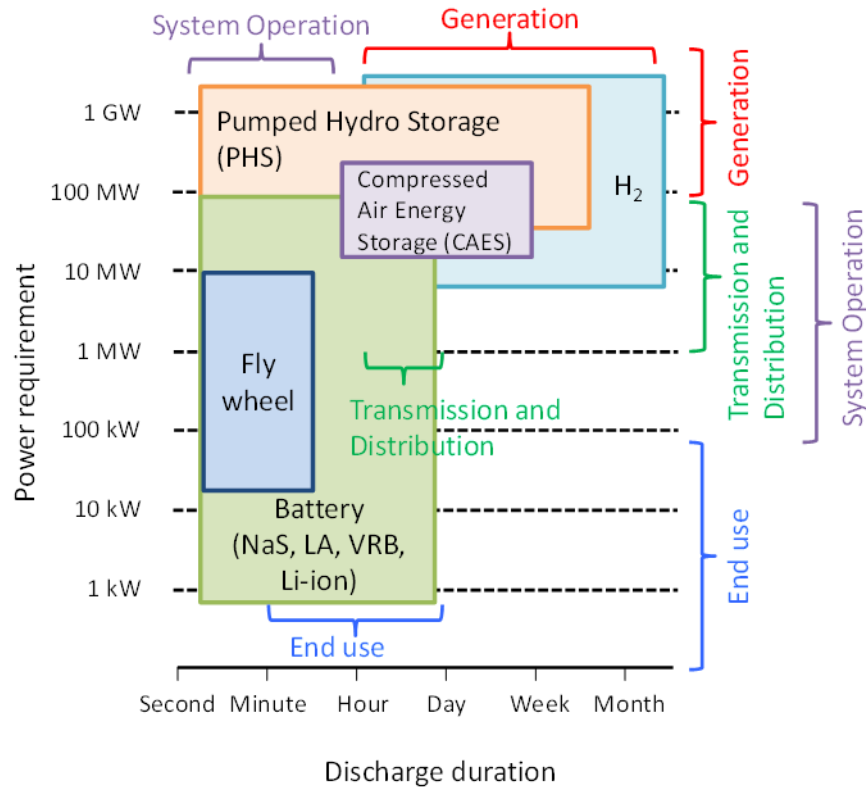 System Operation
Generation
Generation
1 GW
Pumped Hydro Storage
(PHS)
Compressed
Air Energy
Storage (CAES)
H2
100 MW
10 MW
Power requirement
Transmission and
Distribution
System Operation
1 MW
Fly
wheel
Transmission and
Distribution
100 kW
10 kW
Battery
(NaS, LA, VRB,
Li-ion)
End use
1 kW
End use
Second
Minute
Hour
Day
Week
Month
Discharge duration